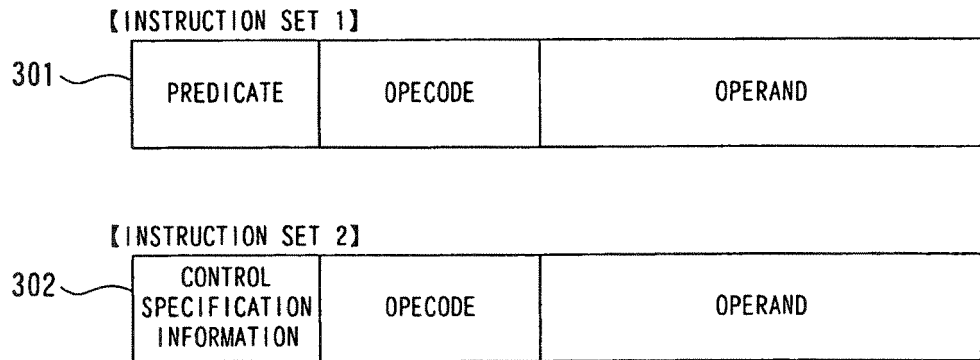 【INSTRUCTION SET 1】
301
PREDICATE
OPECODE
OPERAND
【INSTRUCTION SET 2】
302
CONTROL
SPECIFICATION
INFORMATION
OPECODE
OPERAND